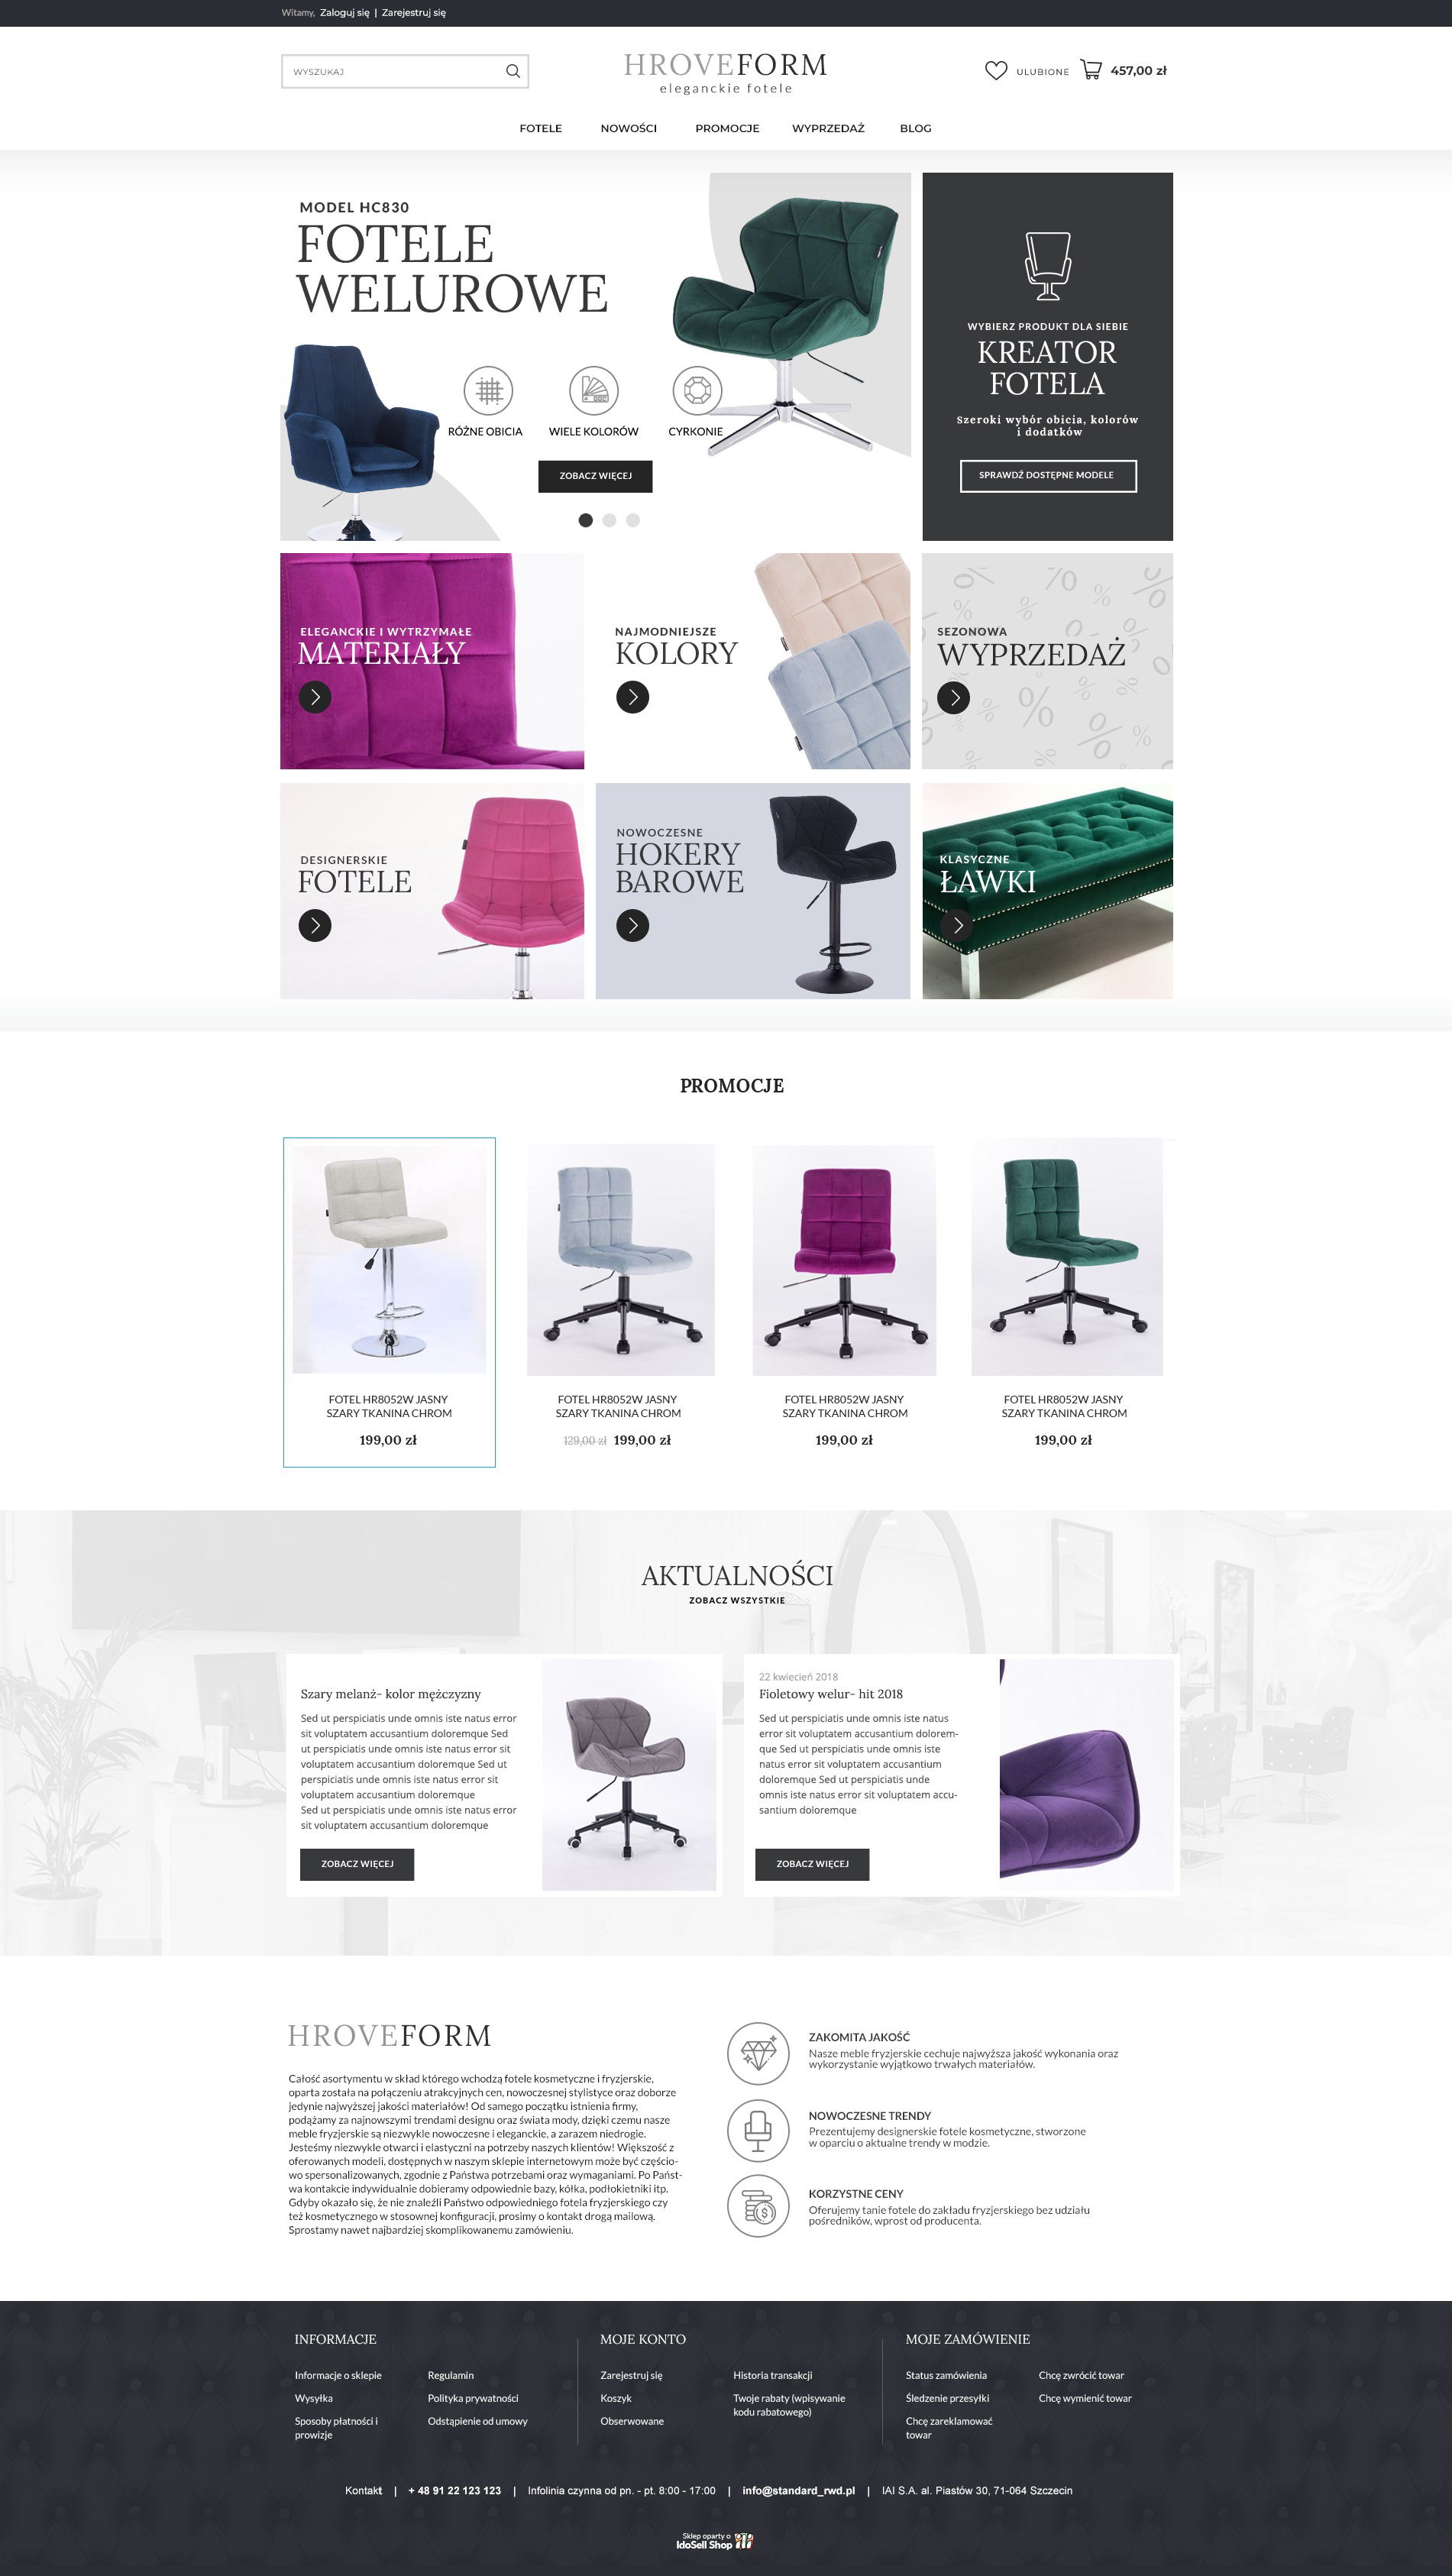 Witamy, Zaloguj się | Zarejestruj się
WYSZUKAJ
HROVEFORM
eleganckie fotele
ULUBIONE
457,00 zł
FOTELE NOWOŚCI PROMOCJE WYPRZEDAŻ BLOG
MODEL HC830
FOTELE
WELUROWE
RÓŻNE OBICIA WIELE KOLORÓW CYRKONIE
ZOBACZ WIĘCEJ
WYBIERZ PRODUKT DLA SIEBIE
KREATOR
FOTELA
Szeroki wybór obicia, kolorów
i dodatków
SPRAWDŹ DOSTĘPNE MODELE
ELEGANCKIE I WYTRZYMAŁE
MATERIAŁY
NAJMODNIEJSZE
KOLORY
SEZONOWA
WYPRZEDAŻ
DESIGNERSKIE
FOTELE
NOWOCZESNE
HOKERY
BAROWE
KLASYCZNE
ŁAWKI
PROMOCJE
FOTEL HR8052W JASNY
SZARY TKANINA CHROM
199,00 zł
FOTEL HR8052W JASNY
SZARY TKANINA CHROM
129,00 zł 199,00 zł
FOTEL HR8052W JASNY
SZARY TKANINA CHROM
199,00 zł
FOTEL HR8052W JASNY
SZARY TKANINA CHROM
199,00 zł
AKTUALNOŚCI
ZOBACZ WSZYSTKIE
Szary melanż- kolor mężczyzny
Sed ut perspiciatis unde omnis iste natus error
sit voluptatem accusantium doloremque Sed
ut perspiciatis unde omnis iste natus error sit
voluptatem accusantium doloremque Sed ut
perspiciatis unde omnis iste natus error sit
voluptatem accusantium doloremque
Sed ut perspiciatis unde omnis iste natus error
sit voluptatem accusantium doloremque
ZOBACZ WIĘCEJ
22 kwiecień 2018
Fioletowy welur- hit 2018
Sed ut perspiciatis unde omnis iste natus
error sit voluptatem accusantium dolorem-
que Sed ut perspiciatis unde omnis iste
natus error sit voluptatem accusantium
doloremque Sed ut perspiciatis unde
omnis iste natus error sit voluptatem accu-
santium doloremque
ZOBACZ WIĘCEJ
HROVEFORM
Całość asortymentu w skład którego wchodzą fotele kosmetyczne i fryzjerskie,
oparta została na połączeniu atrakcyjnych cen, nowoczesnej stylistyce oraz doborze
jedynie najwyższej jakości materiałów! Od samego początku istnienia firmy,
podążamy za najnowszymi trendami designu oraz świata mody, dzięki czemu nasze
meble fryzjerskie są niezwykle nowoczesne i eleganckie, a zarazem niedrogie.
Jesteśmy niezwykle otwarci i elastyczni na potrzeby naszych klientów! Większość z
oferowanych modeli, dostępnych w naszym sklepie internetowym może być częścio-
wo spersonalizowanych, zgodnie z Państwa potrzebami oraz wymaganiami. Po Państ-
wa kontakcie indywidualnie dobieramy odpowiednie bazy, kółka, podłokietniki itp.
Gdyby okazało się, że nie znaleźli Państwo odpowiedniego fotela fryzjerskiego czy
też kosmetycznego w stosownej konfiguracji, prosimy o kontakt drogą mailową.
Sprostamy nawet najbardziej skomplikowanemu zamówieniu.
ZAKOMITA JAKOŚĆ
Nasze meble fryzjerskie cechuje najwyższa jakość wykonania oraz
wykorzystanie wyjątkowo trwałych materiałów.
NOWOCZESNE TRENDY
Prezentujemy designerskie fotele kosmetyczne, stworzone
w oparciu o aktualne trendy w modzie.
KORZYSTNE CENY
Oferujemy tanie fotele do zakładu fryzjerskiego bez udziału
pośredników, wprost od producenta.
INFORMACJE
Informacje o sklepie
Wysyłka
Sposoby płatności i
prowizje
Regulamin
Polityka prywatności
Odstąpienie od umowy
MOJE KONTO
Zarejestruj się
Koszyk
Obserwowane
Historia transakcji
Twoje rabaty (wpisywanie
kodu rabatowego)
MOJE ZAMÓWIENIE
Status zamówienia
Śledzenie przesyłki
Chcę zareklamować
towar
Chcę zwrócić towar
Chcę wymienić towar
Kontakt | + 48 91 22 123 123 | Infolinia czynna od pn. - pt. 8:00 - 17:00 | info@standard_rwd.pl | IAI S.A. al. Piastów 30, 71-064 Szczecin
Sklep oparty o
IdoSell Shop